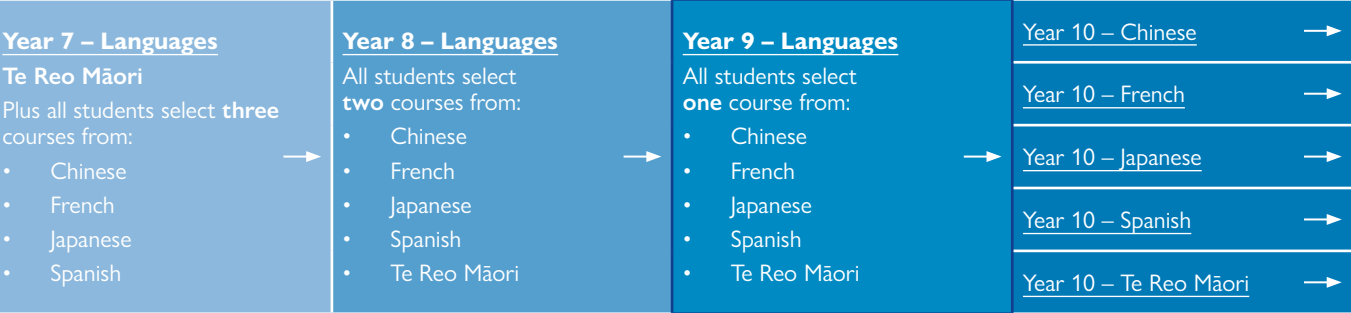 Year 7 – Languages
Te Reo Māori
Plus all students select three
courses from:
• Chinese
• French
• Japanese
• Spanish
Year 8 – Languages
All students select
two courses from:
• Chinese
• French
• Japanese
• Spanish
• Te Reo Māori
Year 9 – Languages
All students select
one course from:
• Chinese
• French
• Japanese
• Spanish
• Te Reo Māori
Year 10 – Chinese
Year 10 – French
Year 10 – Japanese
Year 10 – Spanish
Year 10 – Te Reo Māori